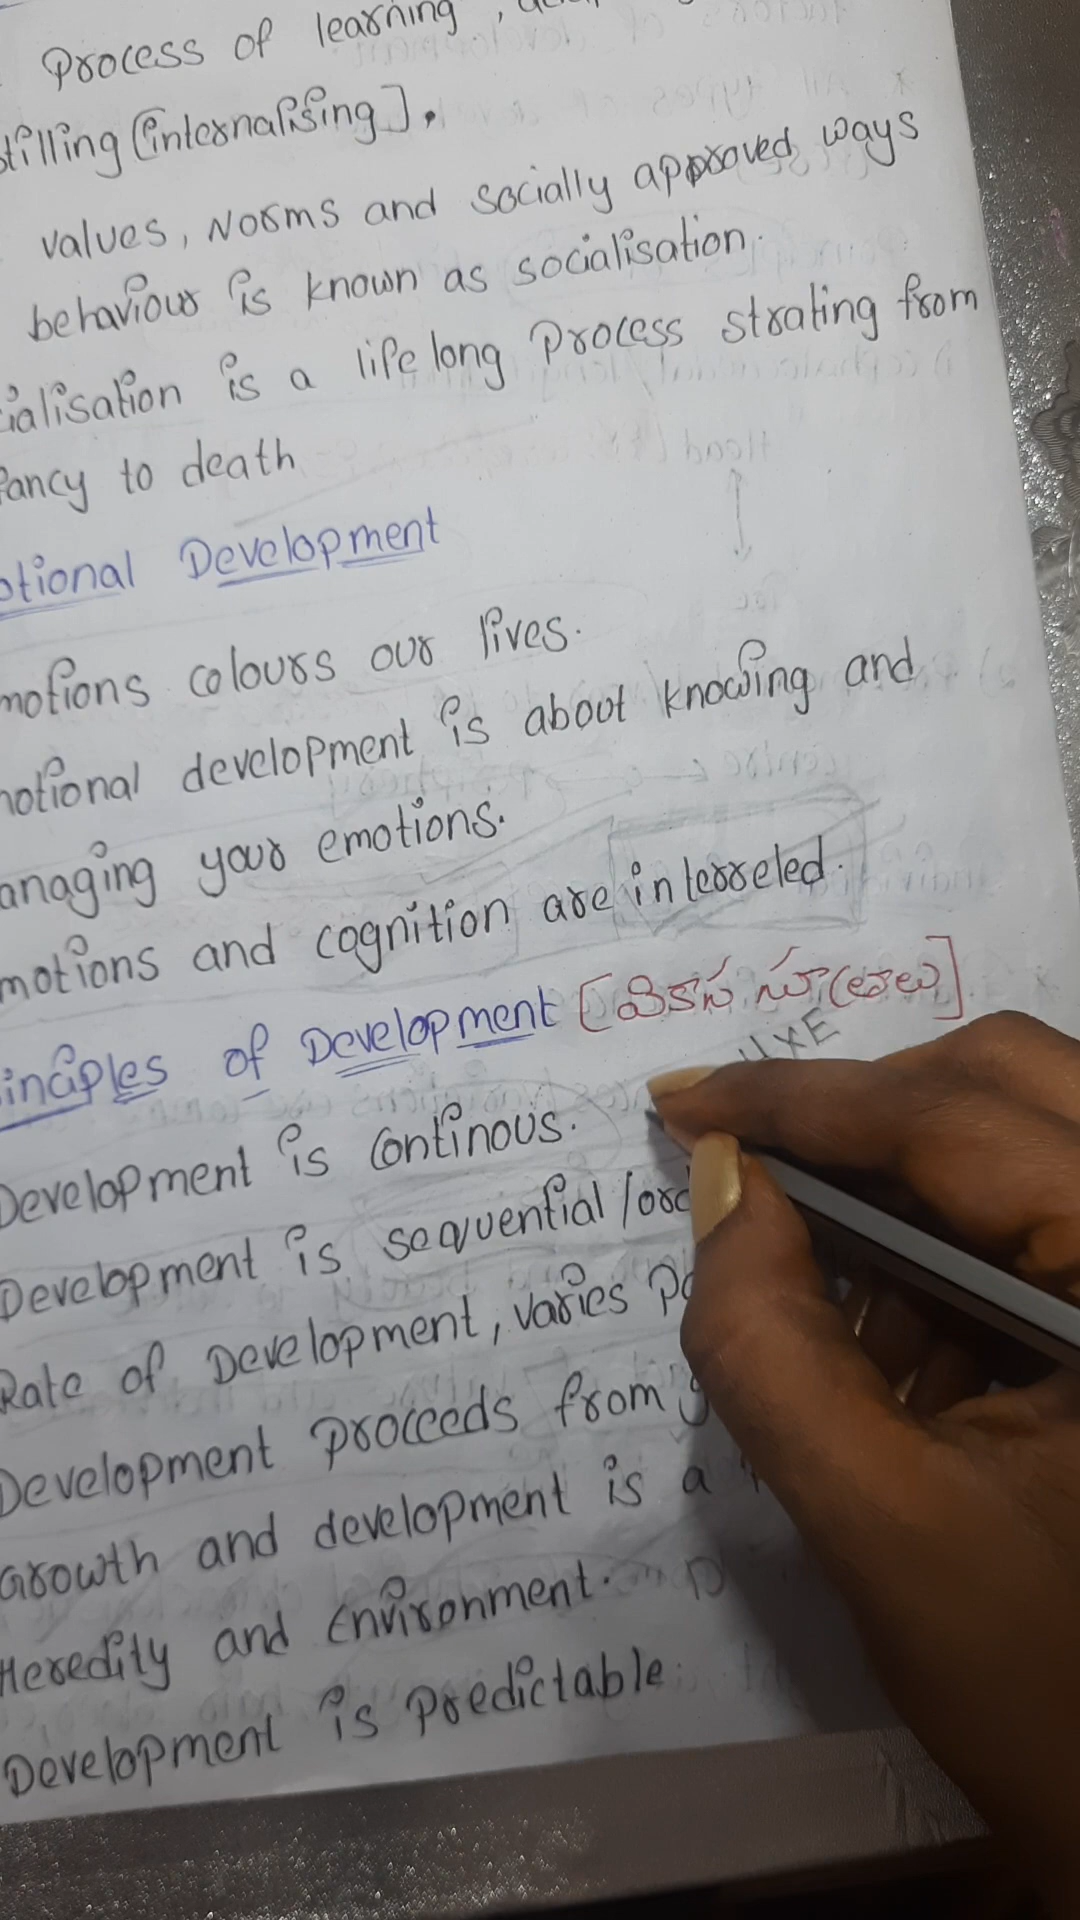 Process of learning,
stilling [internalising].
values, Norms and socially approved ways
behaviour is known as socialisation.
ialisation is a life long Process strating from
fancy to death
otional Development
motions colours our lives.
motional development is about knowing and
anaging your emotions.
motions and cognition are interreled.
inciples of Development [వికాస సూత్రాలు]
UXE
Development is Continous.
Development is sequential /ord
Rate of Development, varies
Development proceeds from
Growth and development is a
Heredity and Environment.
Development is Predictable.